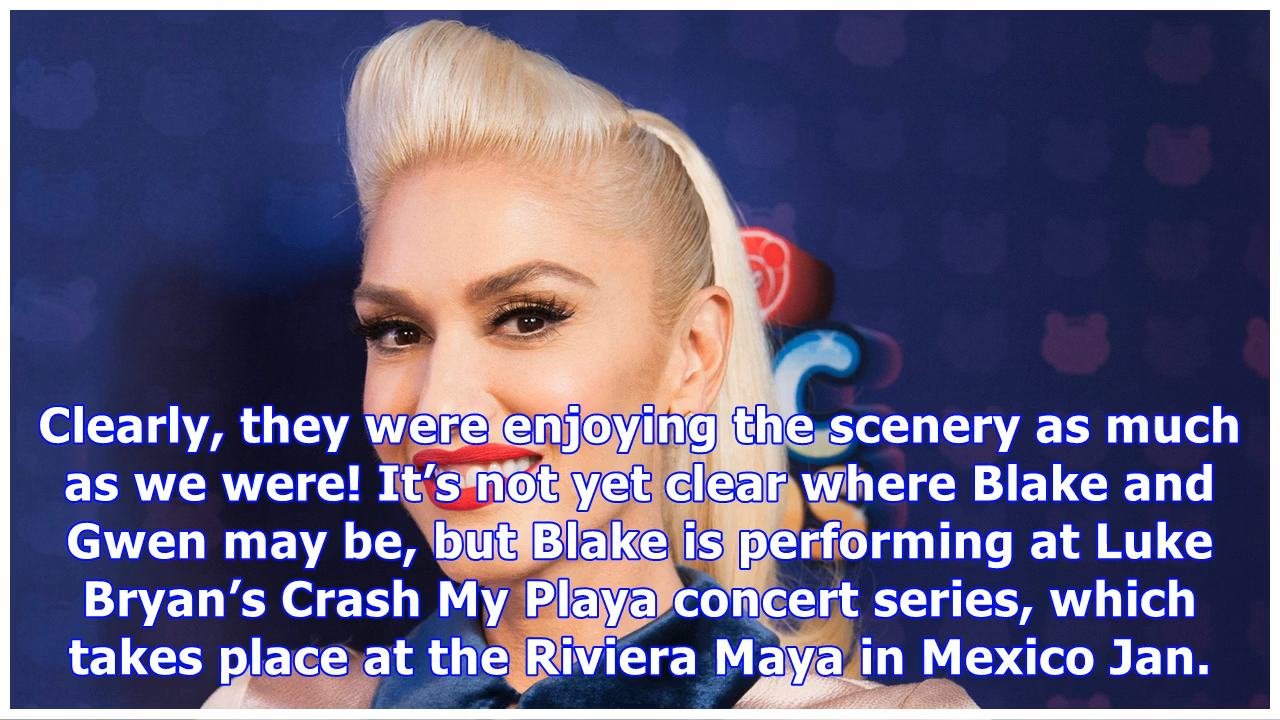 Clearly, they were enjoying the scenery as much
as we were! It’s not yet clear where Blake and
Gwen may be, but Blake is performing at Luke
Bryan’s Crash My Playa concert series, which
takes place at the Riviera Maya in Mexico Jan.